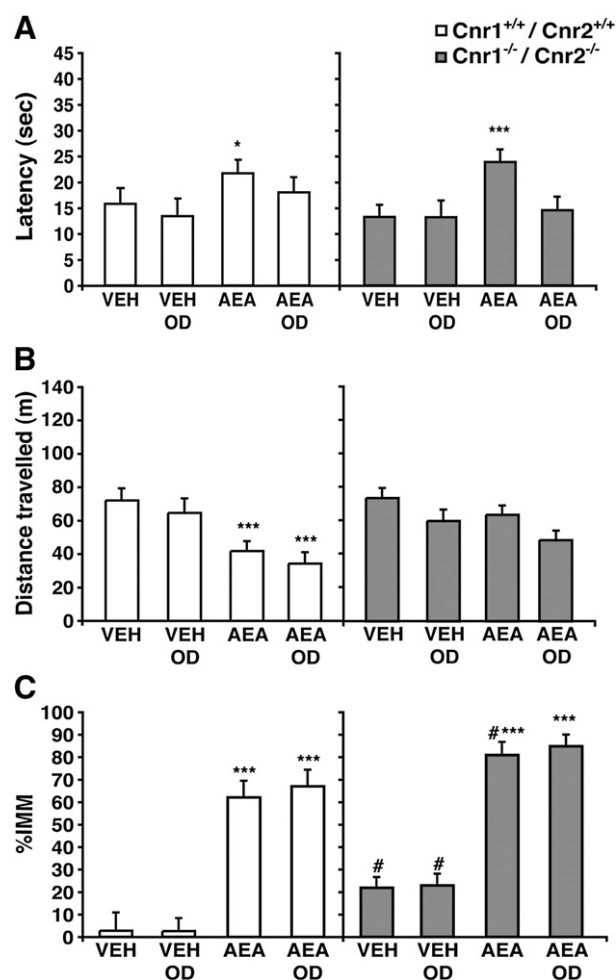 A
Cnr1+/+ / Cnr2+/+
Cnr1-/- / Cnr2-/-
Latency (sec)
45
40
35
30
25
20
15
10
5
0
*
***
VEH VEH OD AEA AEA OD VEH VEH OD AEA AEA OD
B
Distance travelled (m)
140
120
100
80
60
40
20
0
*** ***
VEH VEH OD AEA AEA OD VEH VEH OD AEA AEA OD
C
%IMM
100
90
80
70
60
50
40
30
20
10
0
*** *** # # #*** ***
VEH VEH OD AEA AEA OD VEH VEH OD AEA AEA OD